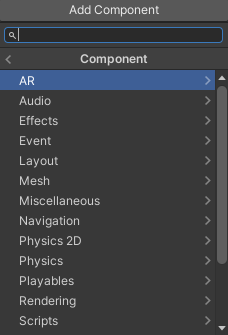 Add Component
Component
AR
Audio
Effects
Event
Layout
Mesh
Miscellaneous
Navigation
Physics 2D
Physics
Playables
Rendering
Scripts